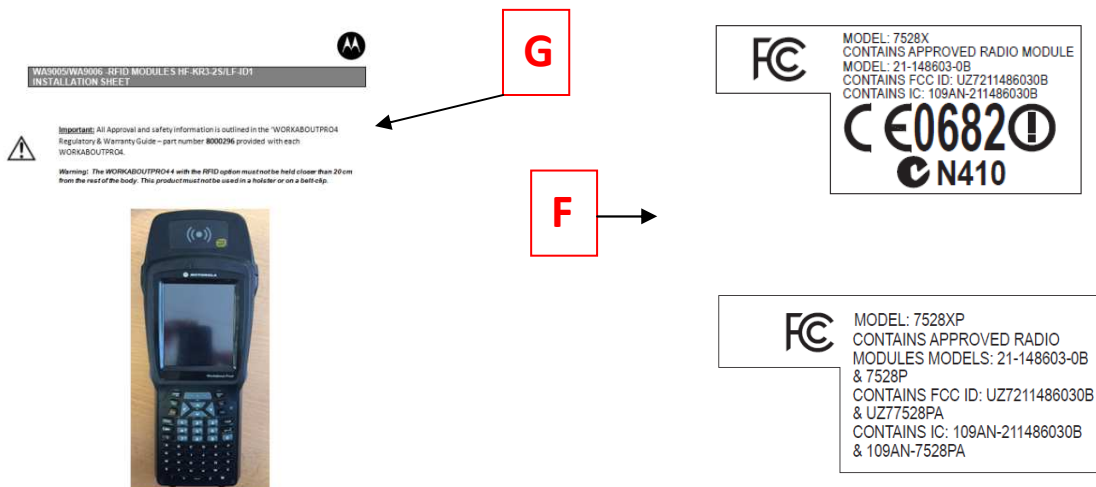 WA9005/WA9006 -RFID MODULES HF-KR3-2S/LF-ID1
INSTALLATION SHEET
Important: All Approval and safety information is outlined in the 'WORKABOUTPRO4
Regulatory & Warranty Guide – part number 8000296 provided with each
WORKABOUTPRO4.
Warning: The WORKABOUTPRO4 4 with the RFID option must not be held closer than 20 cm
from the rest of the body. This product must not be used in a holster or on a belt-clip.
MOTOROLA
G
F
FC
MODEL: 7528X
CONTAINS APPROVED RADIO MODULE
MODEL: 21-148603-0B
CONTAINS FCC ID: UZ7211486030B
CONTAINS IC: 109AN-211486030B
CE0682
N410
FC
MODEL: 7528XP
CONTAINS APPROVED RADIO
MODULES MODELS: 21-148603-0B
& 7528P
CONTAINS FCC ID: UZ7211486030B
& UZ77528PA
CONTAINS IC: 109AN-211486030B
& 109AN-7528PA